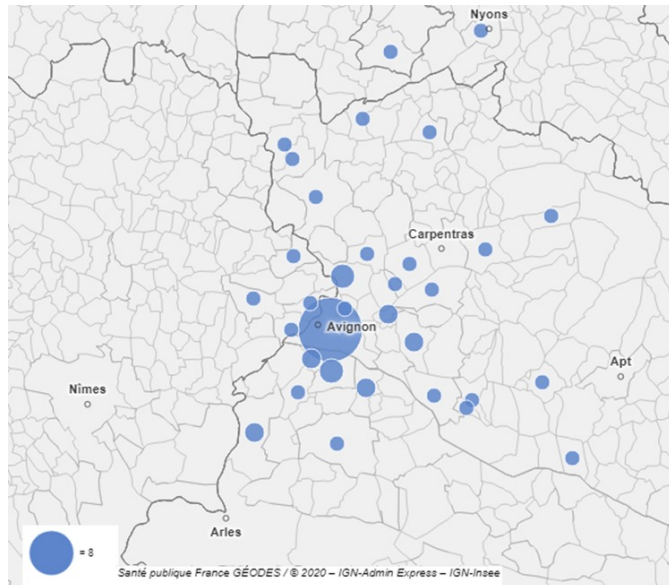 Nyons
Carpentras
Avignon
Apt
Nîmes
Arles
= 8
Santé publique France GÉODES / © 2020 – IGN-Admin Express – IGN-Insee